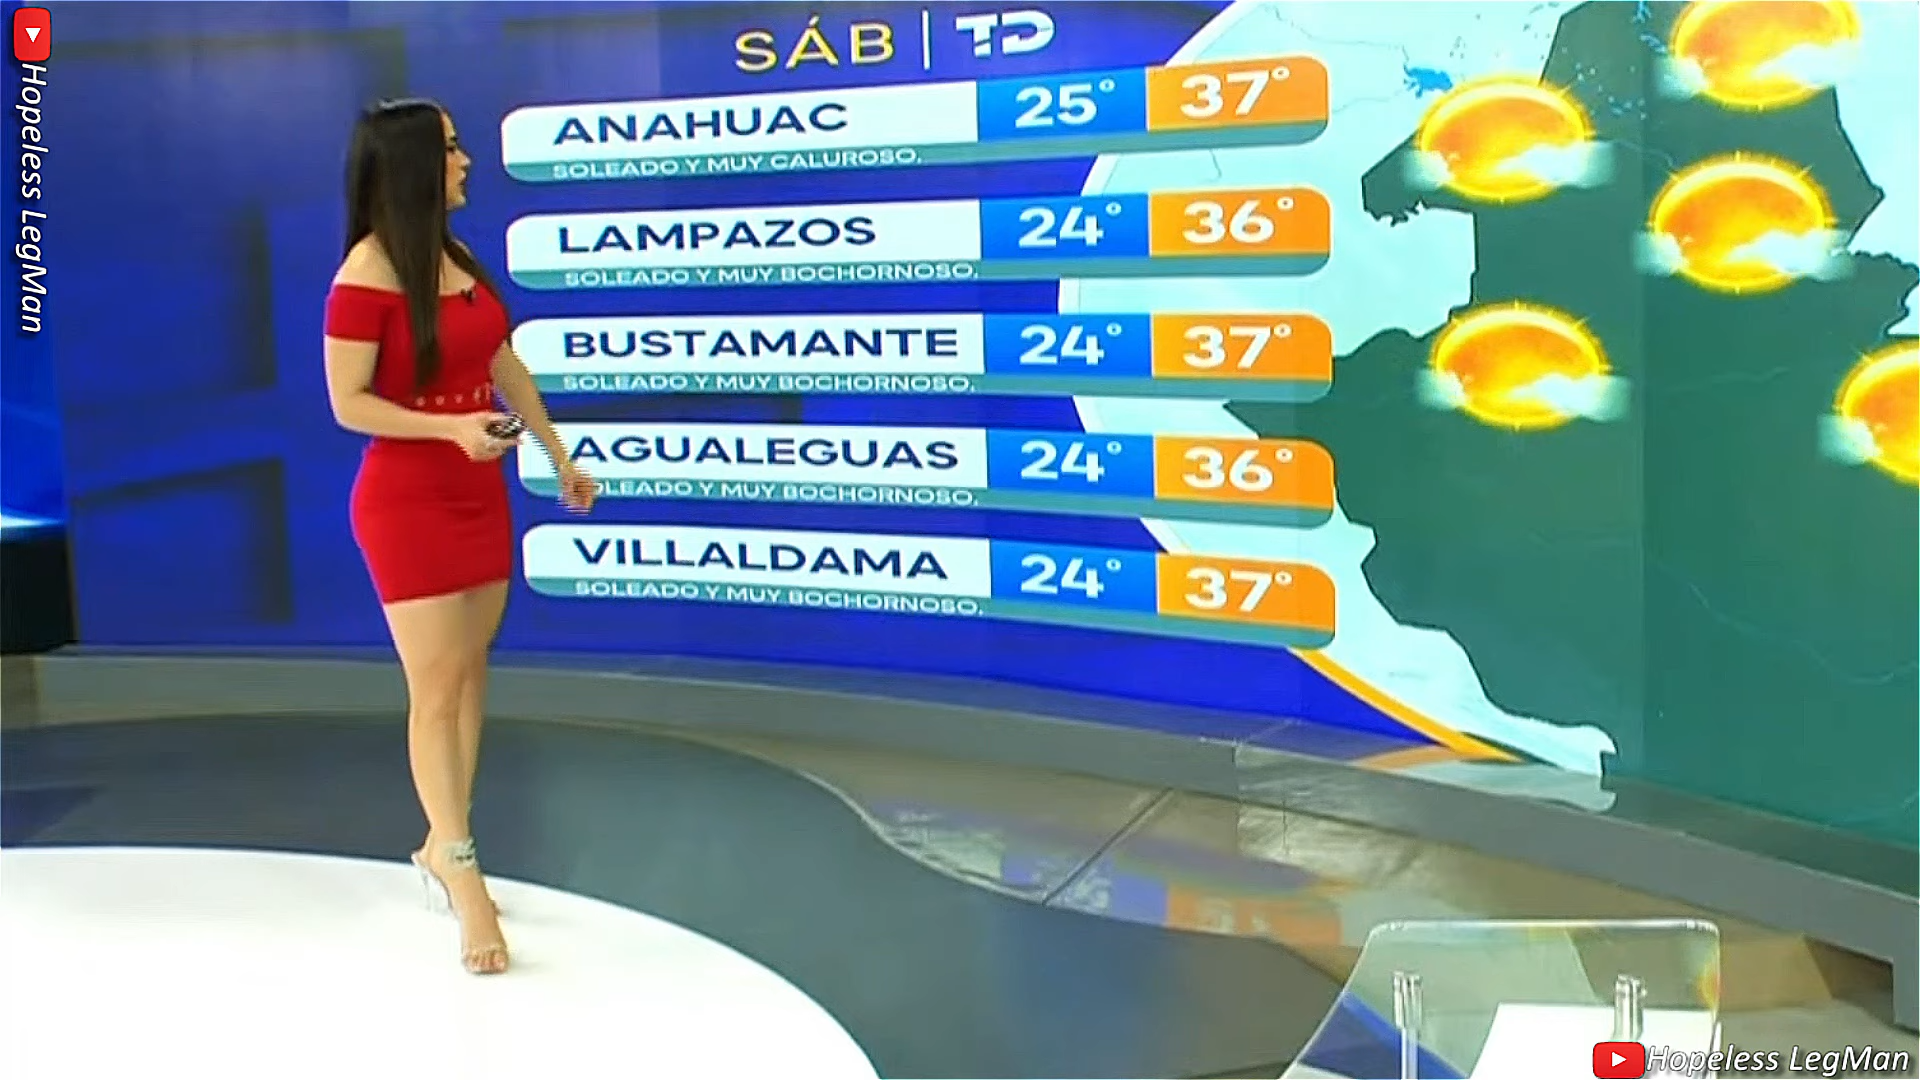 Hopeless LegMan
SÁB | TD
ANAHUAC 25° 37°
SOLEADO Y MUY CALUROSO.
LAMPAZOS 24° 36°
SOLEADO Y MUY BOCHORNOSO.
BUSTAMANTE 24° 37°
SOLEADO Y MUY BOCHORNOSO.
AGUALEGUAS 24° 36°
OLEADO Y MUY BOCHORNOSO.
VILLALDAMA 24° 37°
SOLEADO Y MUY BOCHORNOSO.
Hopeless LegMan